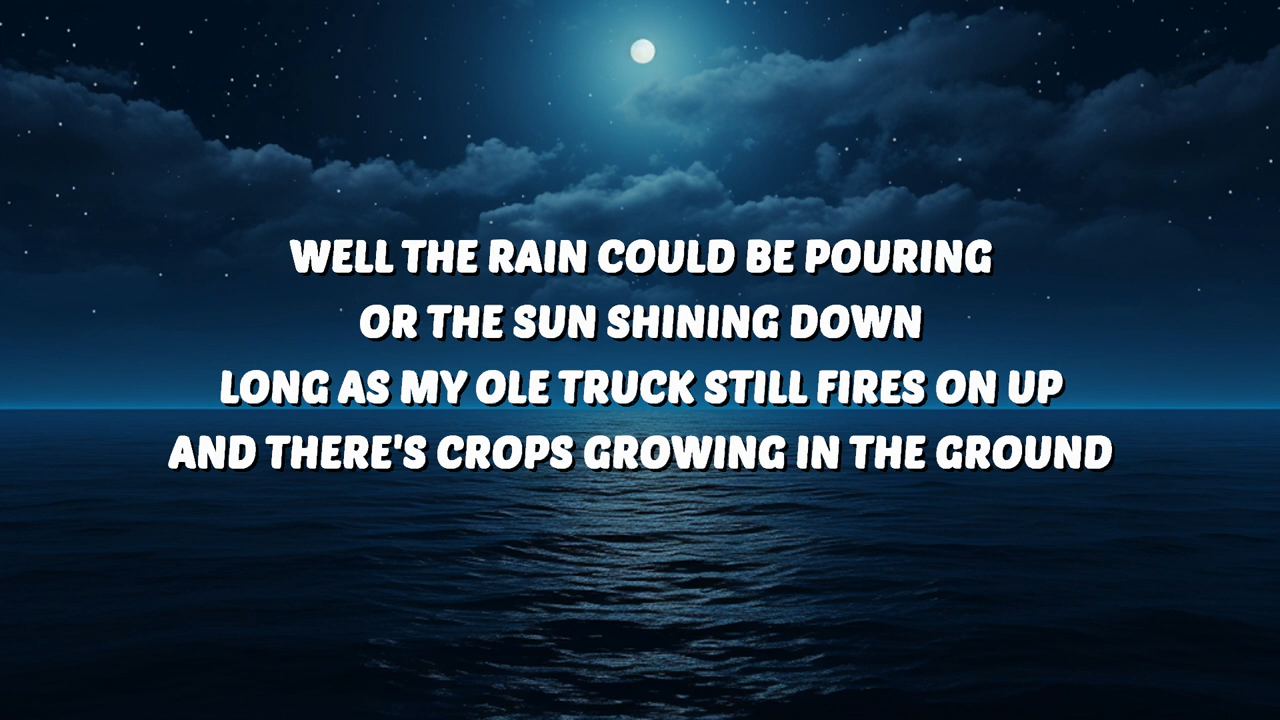 WELL THE RAIN COULD BE POURING
OR THE SUN SHINING DOWN
LONG AS MY OLE TRUCK STILL FIRES ON UP
AND THERE'S CROPS GROWING IN THE GROUND